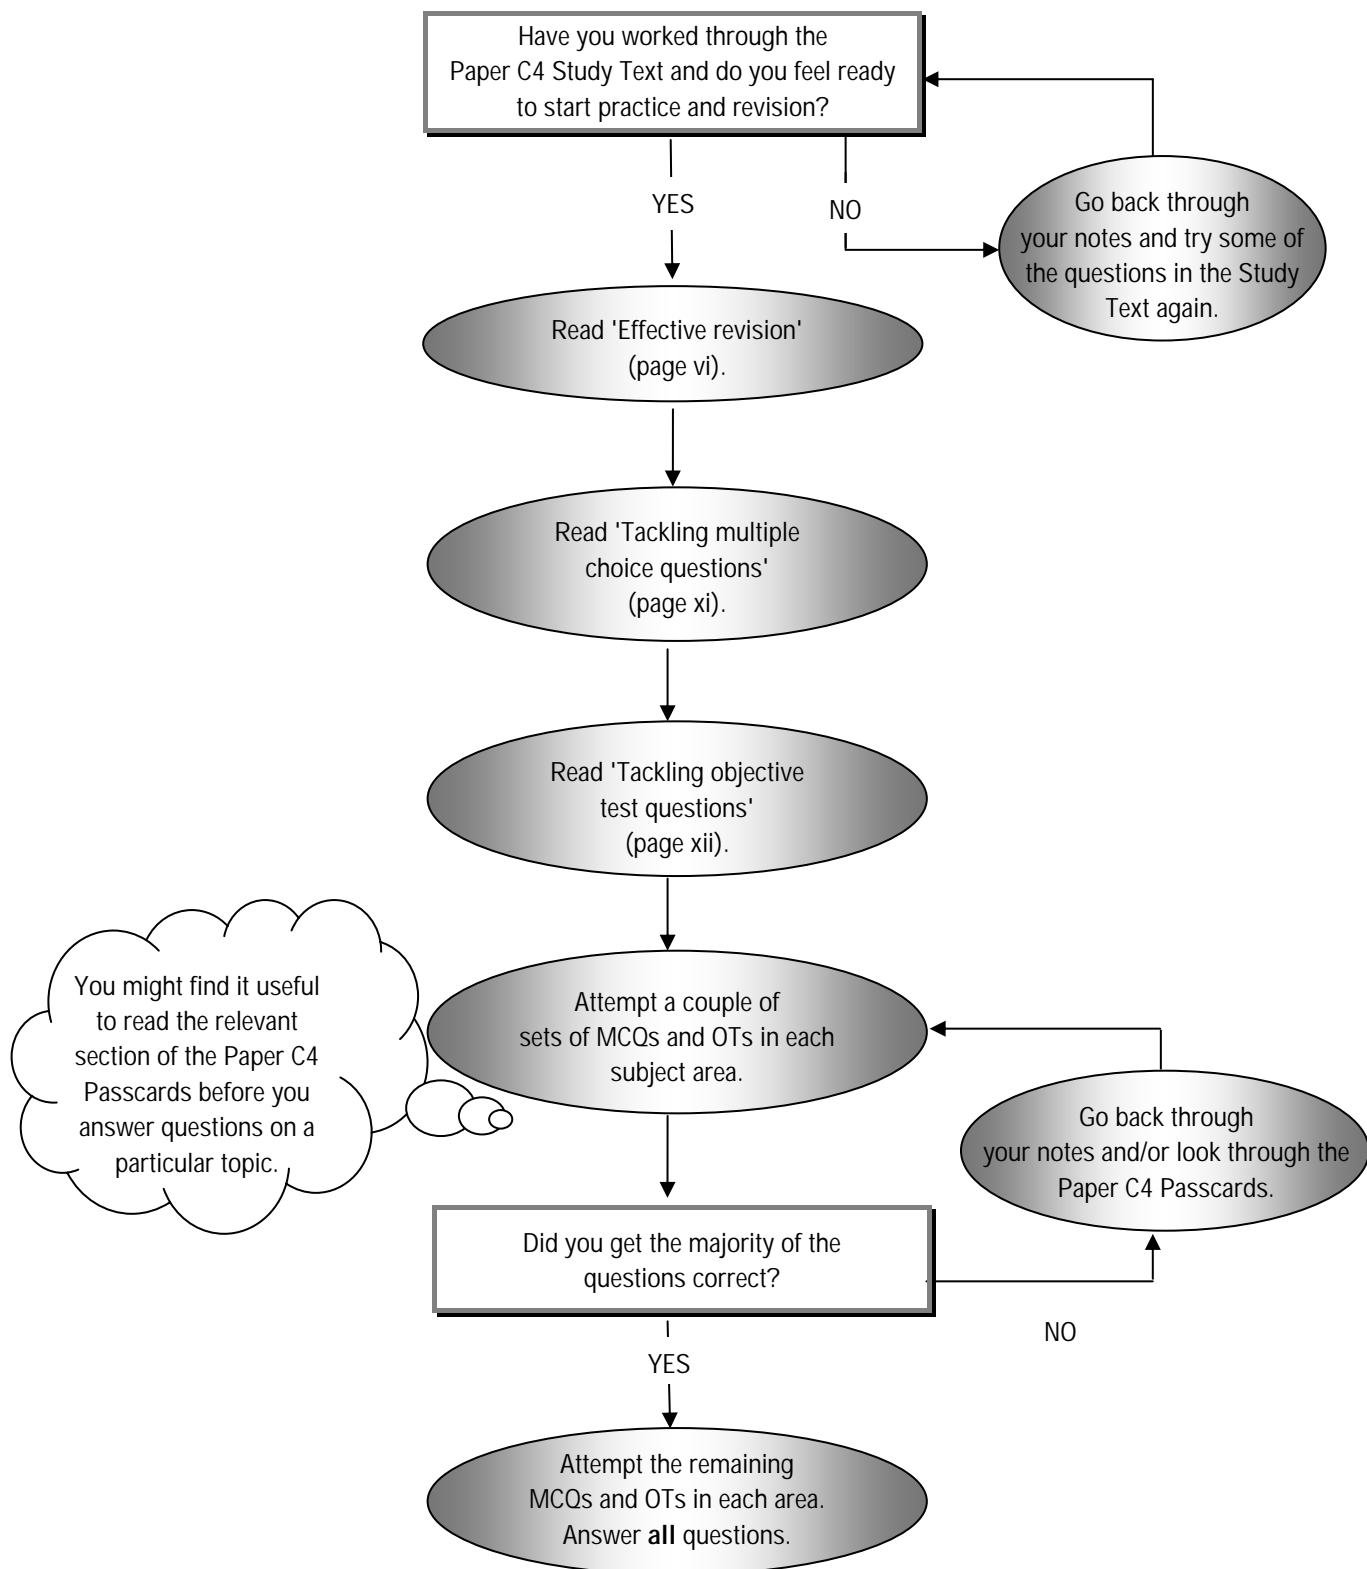 Have you worked through the
Paper C4 Study Text and do you feel ready
to start practice and revision?
YES
NO
Go back through
your notes and try some of
the questions in the Study
Text again.
Read 'Effective revision'
(page vi).
Read 'Tackling multiple
choice questions'
(page xi).
Read 'Tackling objective
test questions'
(page xii).
You might find it useful
to read the relevant
section of the Paper C4
Passcards before you
answer questions on a
particular topic.
Attempt a couple of
sets of MCQs and OTs in each
subject area.
Go back through
your notes and/or look through the
Paper C4 Passcards.
Did you get the majority of the
questions correct?
NO
YES
Attempt the remaining
MCQs and OTs in each area.
Answer all questions.